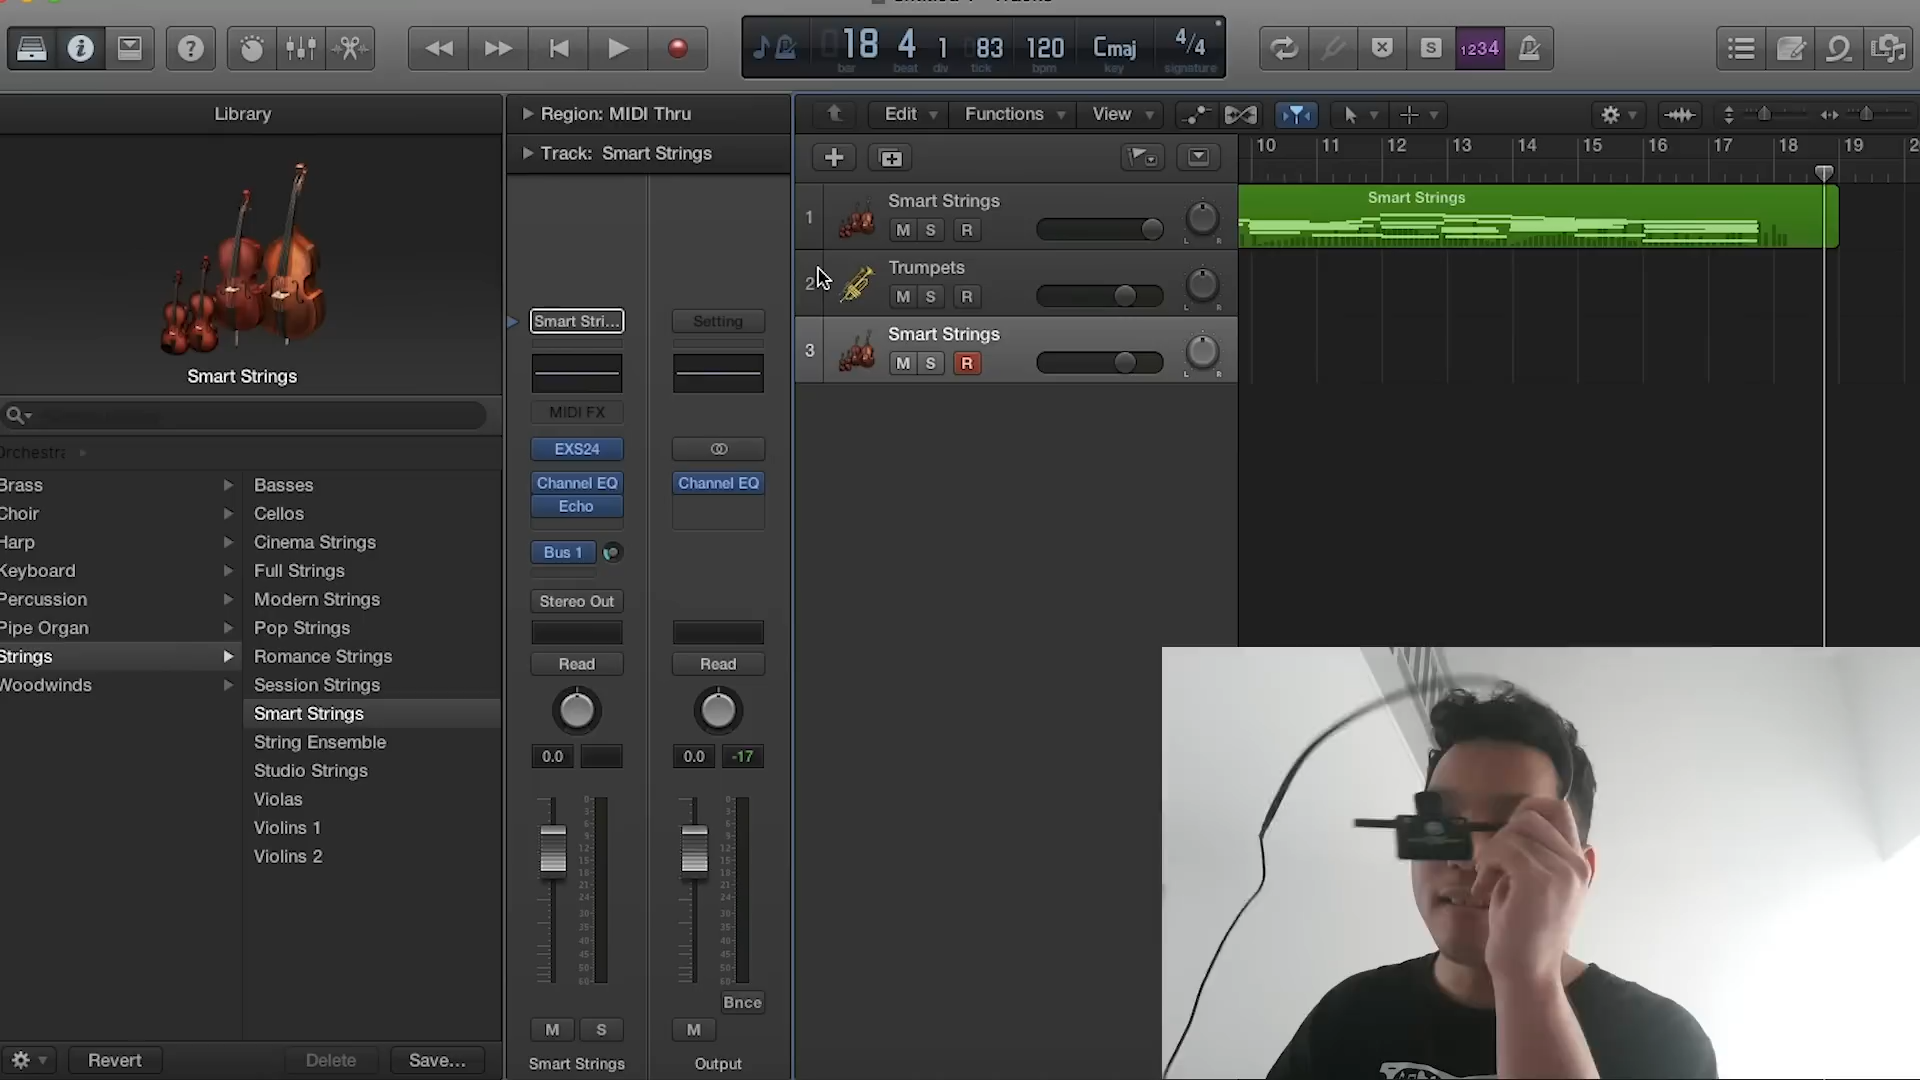 18 4 1 83 120 Cmaj 4/4
bar beat div tick bpm key signature
1234
S
Library
Region: MIDI Thru
Track: Smart Strings
Edit Functions View
10 11 12 13 14 15 16 17 18 19
Smart Strings
1 Smart Strings
M S R
L R
2 Trumpets
M S R
L R
3 Smart Strings
M S R
L R
Smart Strings
Smart Stri...
Setting
MIDI FX
EXS24
Channel EQ
Echo
Channel EQ
Bus 1
Stereo Out
Read
Read
0.0
0.0 -17
Bnce
M S
M
Smart Strings
Output
Brass
Choir
Harp
Keyboard
Percussion
Pipe Organ
Strings
Woodwinds
Basses
Cellos
Cinema Strings
Full Strings
Modern Strings
Pop Strings
Romance Strings
Session Strings
Smart Strings
String Ensemble
Studio Strings
Violas
Violins 1
Violins 2
Revert
Delete
Save...